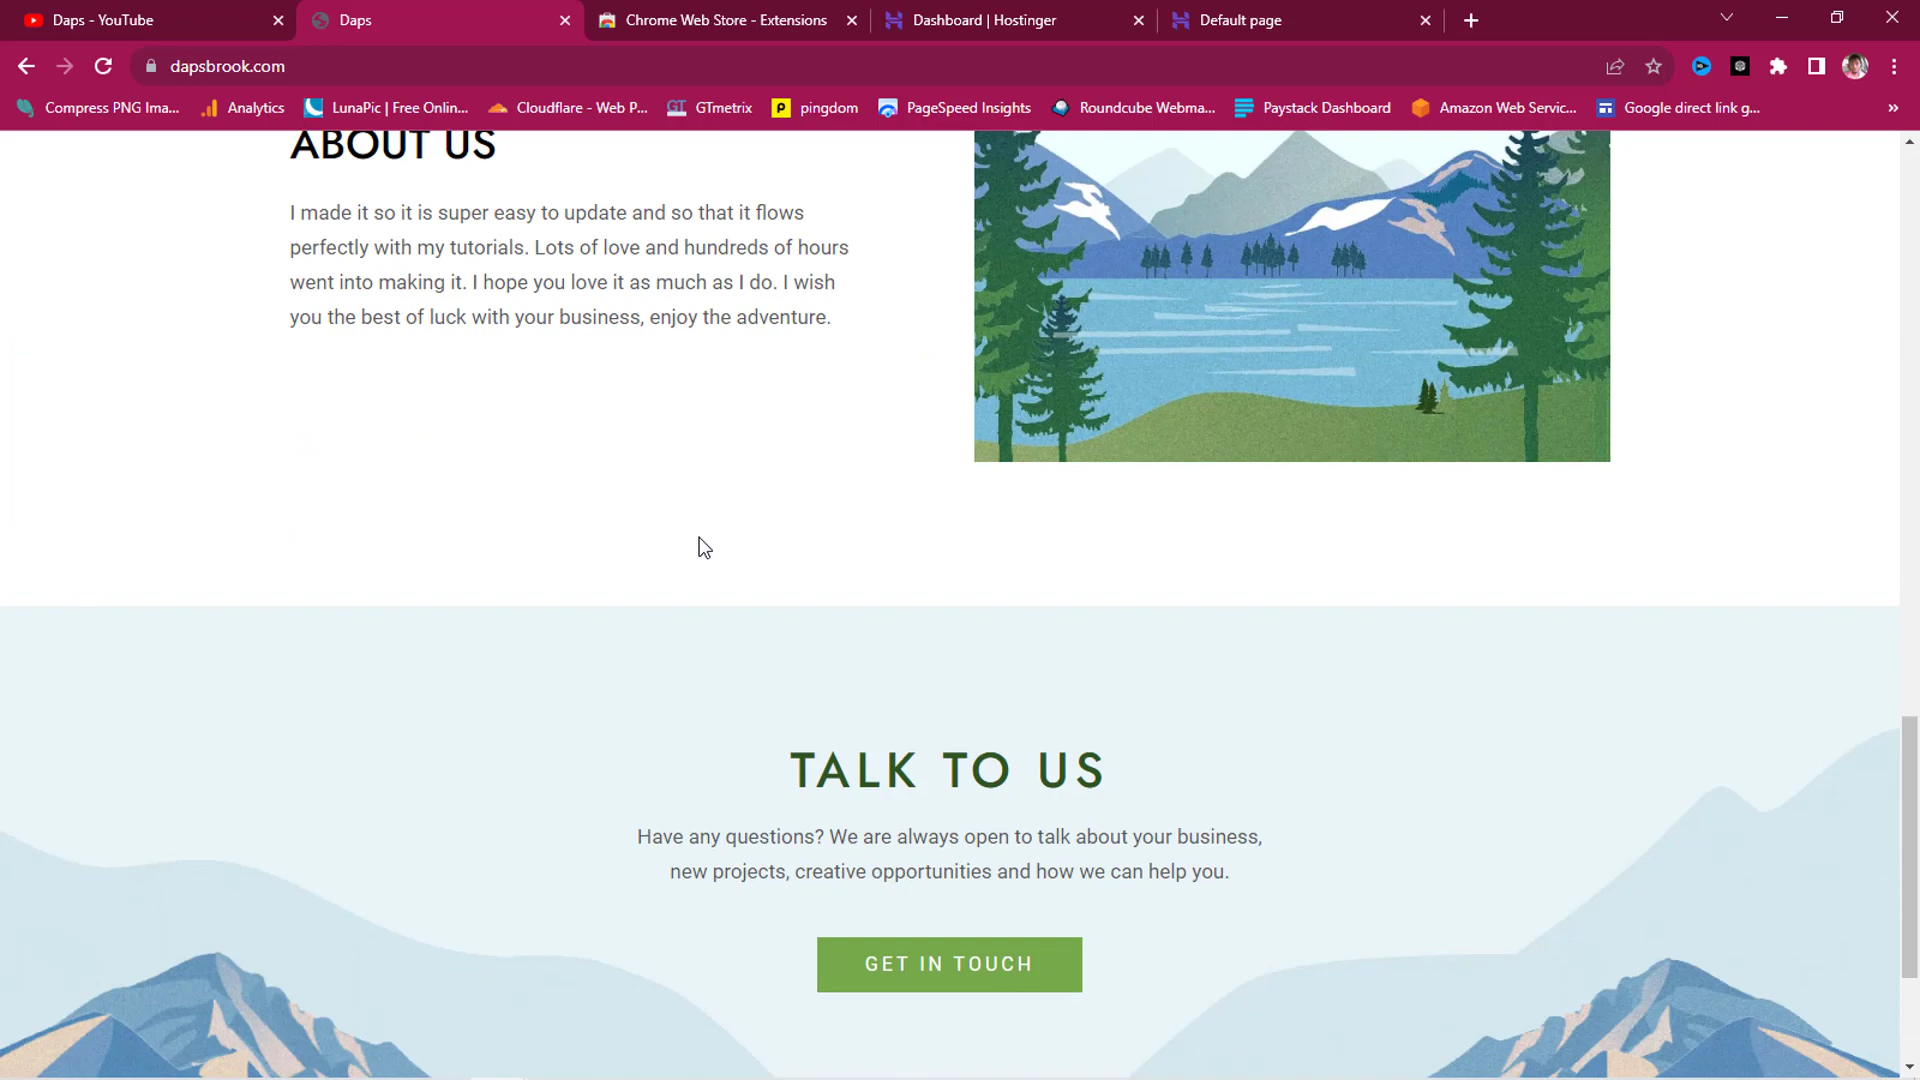 Daps - YouTube
Daps
Chrome Web Store - Extensions
Dashboard | Hostinger
Default page
dapsbrook.com
Compress PNG Ima...
Analytics
LunaPic | Free Onlin...
Cloudflare - Web P...
GTmetrix
pingdom
PageSpeed Insights
Roundcube Webma...
Paystack Dashboard
Amazon Web Servic...
Google direct link g...
ABOUT US
I made it so it is super easy to update and so that it flows
perfectly with my tutorials. Lots of love and hundreds of hours
went into making it. I hope you love it as much as I do. I wish
you the best of luck with your business, enjoy the adventure.
TALK TO US
Have any questions? We are always open to talk about your business,
new projects, creative opportunities and how we can help you.
GET IN TOUCH